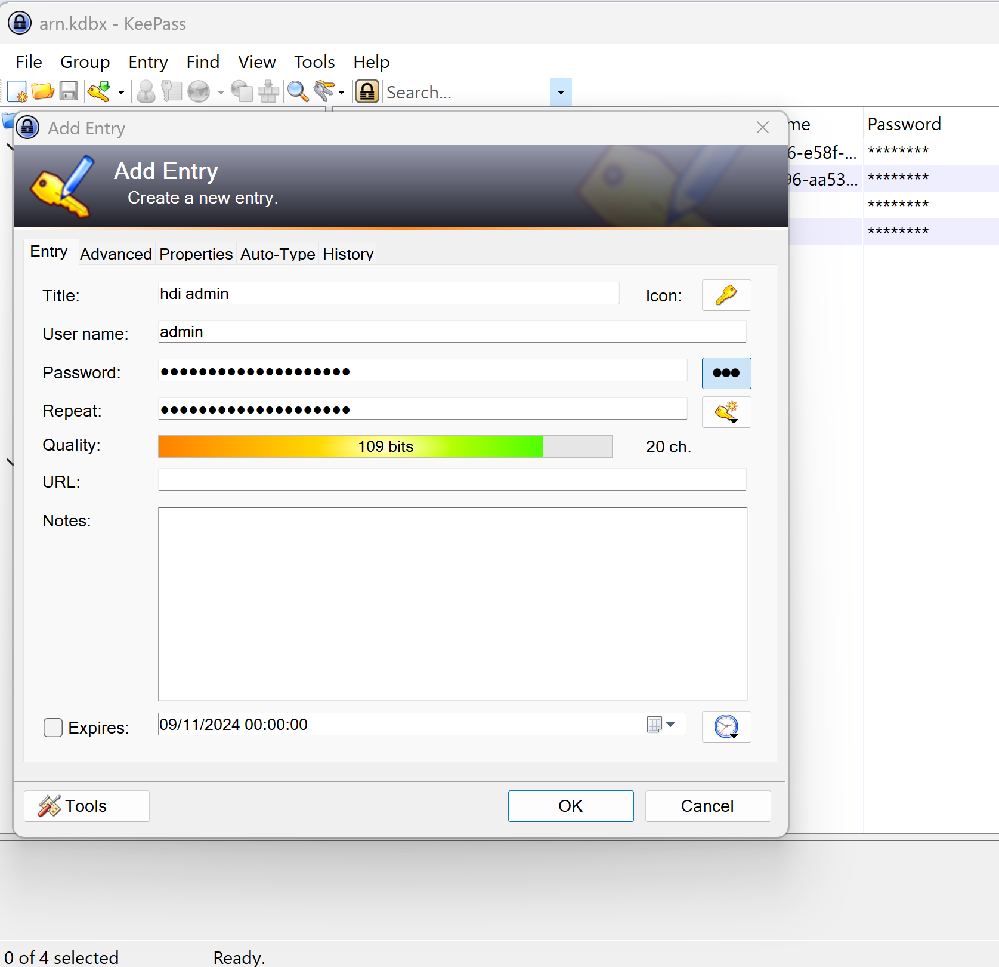 arn.kdbx - KeePass
File Group Entry Find View Tools Help
Search...
Add Entry
Add Entry
Create a new entry.
me Password
6-e58f-... ********
96-aa53... ********
********
********
Entry Advanced Properties Auto-Type History
Title: hdi admin Icon:
User name: admin
Password: ●●●●●●●●●●●●●●●●●●●● ●●●
Repeat: ●●●●●●●●●●●●●●●●●●●●
Quality: 109 bits 20 ch.
URL:
Notes:
Expires: 09/11/2024 00:00:00
Tools OK Cancel
0 of 4 selected Ready.